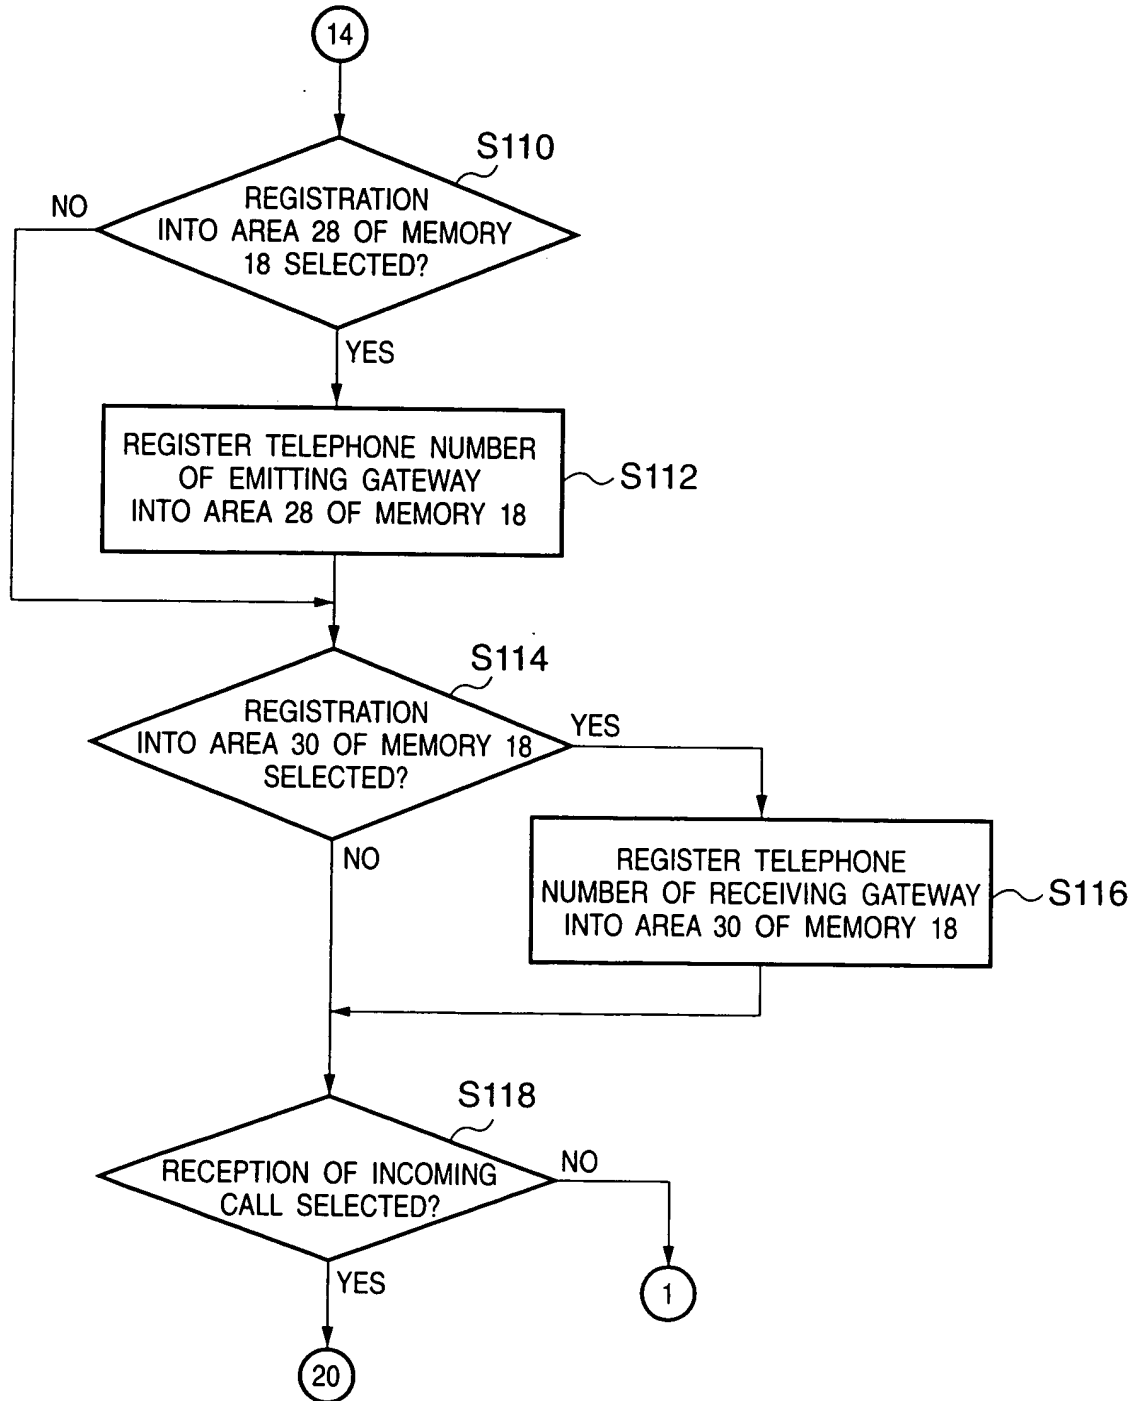 14
S110
REGISTRATION
INTO AREA 28 OF MEMORY
18 SELECTED?
NO
YES
REGISTER TELEPHONE NUMBER
OF EMITTING GATEWAY
INTO AREA 28 OF MEMORY 18
S112
S114
REGISTRATION
INTO AREA 30 OF MEMORY 18
SELECTED?
YES
NO
REGISTER TELEPHONE
NUMBER OF RECEIVING GATEWAY
INTO AREA 30 OF MEMORY 18
S116
S118
RECEPTION OF INCOMING
CALL SELECTED?
NO
YES
1
20